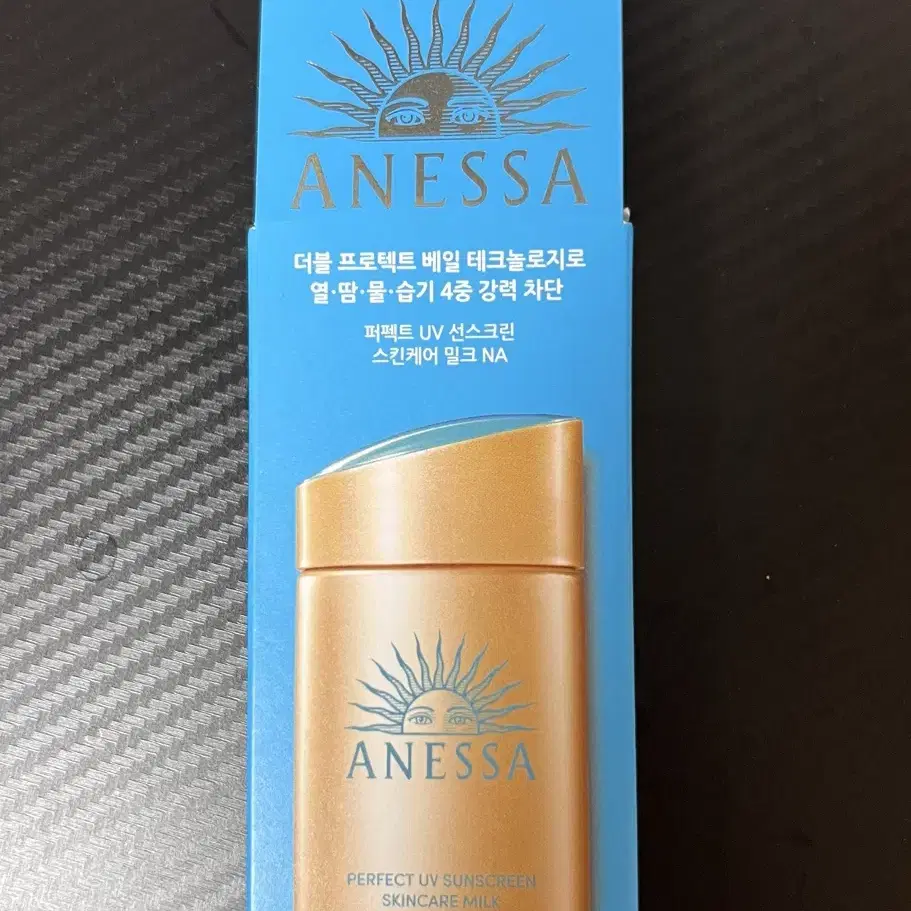 ANESSA
더블 프로텍트 베일 테크놀로지로
열·땀·물·습기 4중 강력 차단
퍼펙트 UV 선스크린
스킨케어 밀크 NA
ANESSA
PERFECT UV SUNSCREEN
SKINCARE MILK